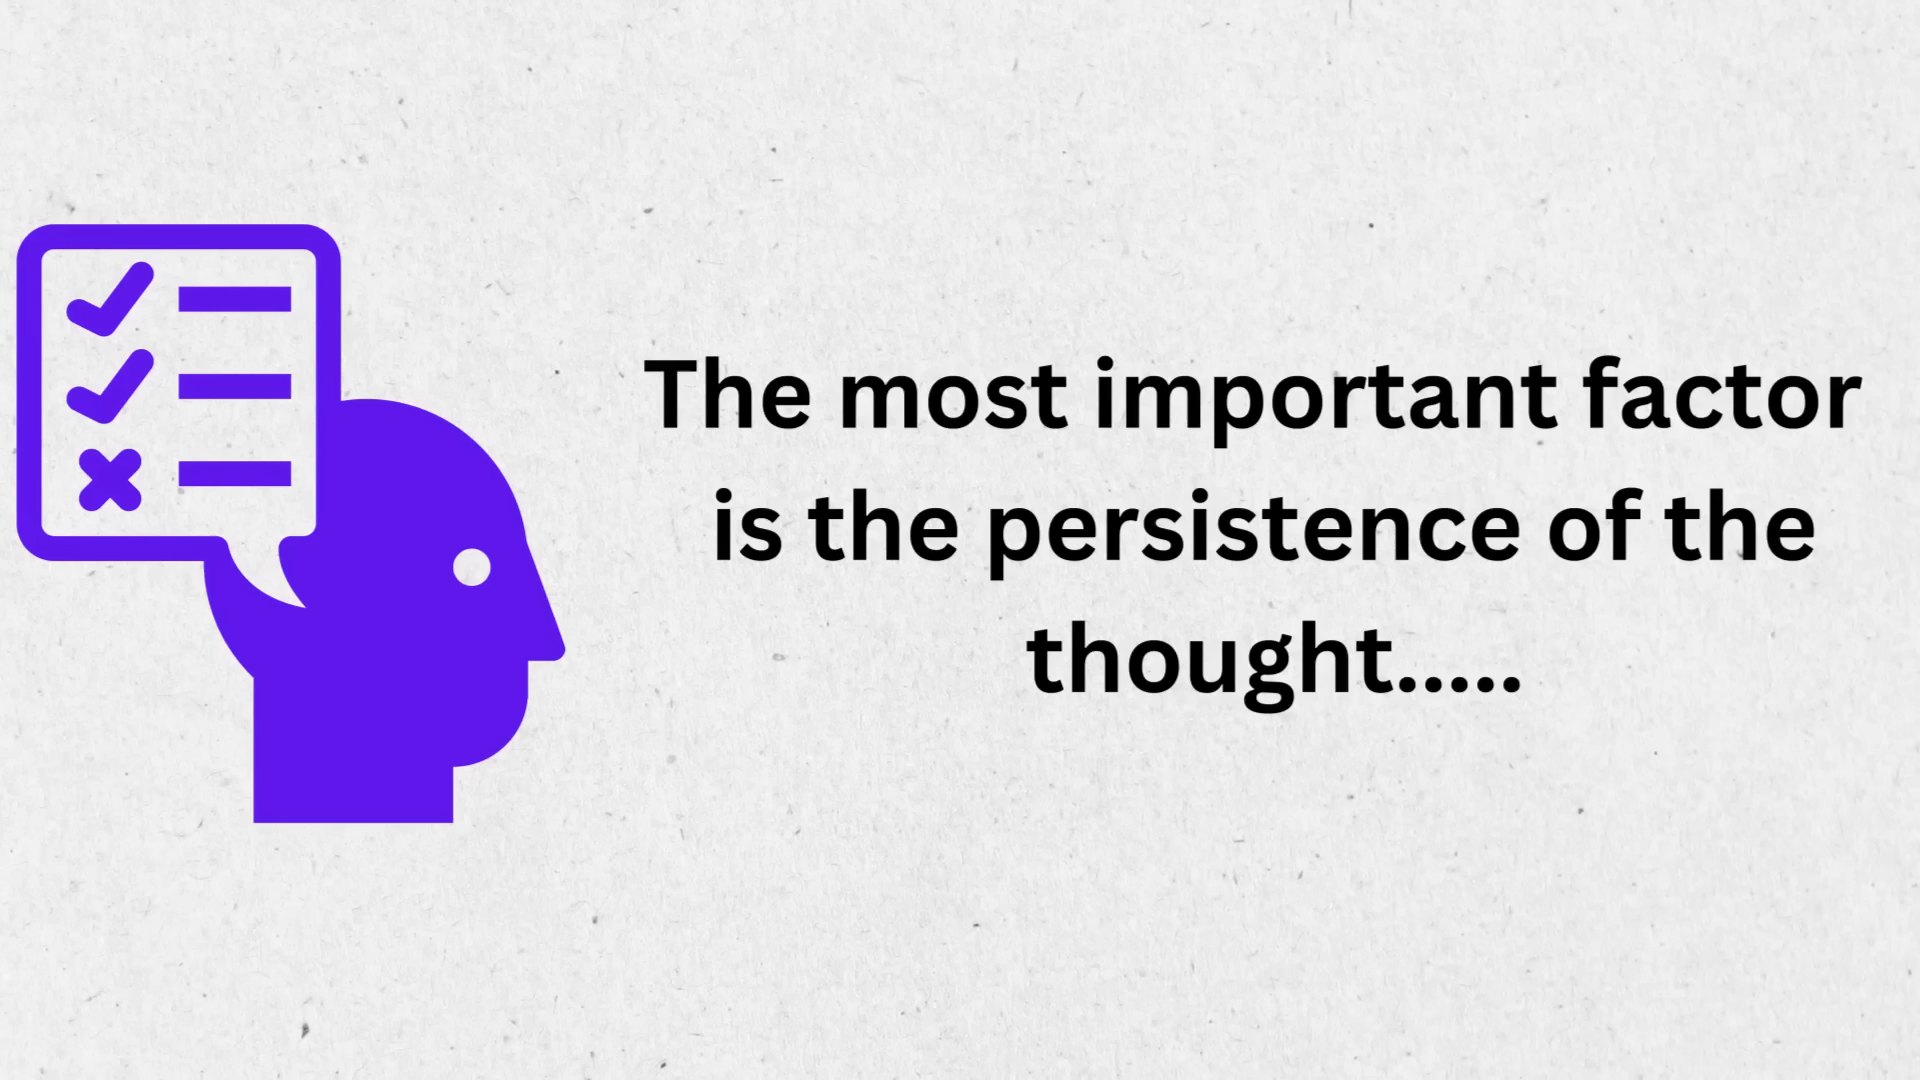 The most important factor
is the persistence of the
thought.....